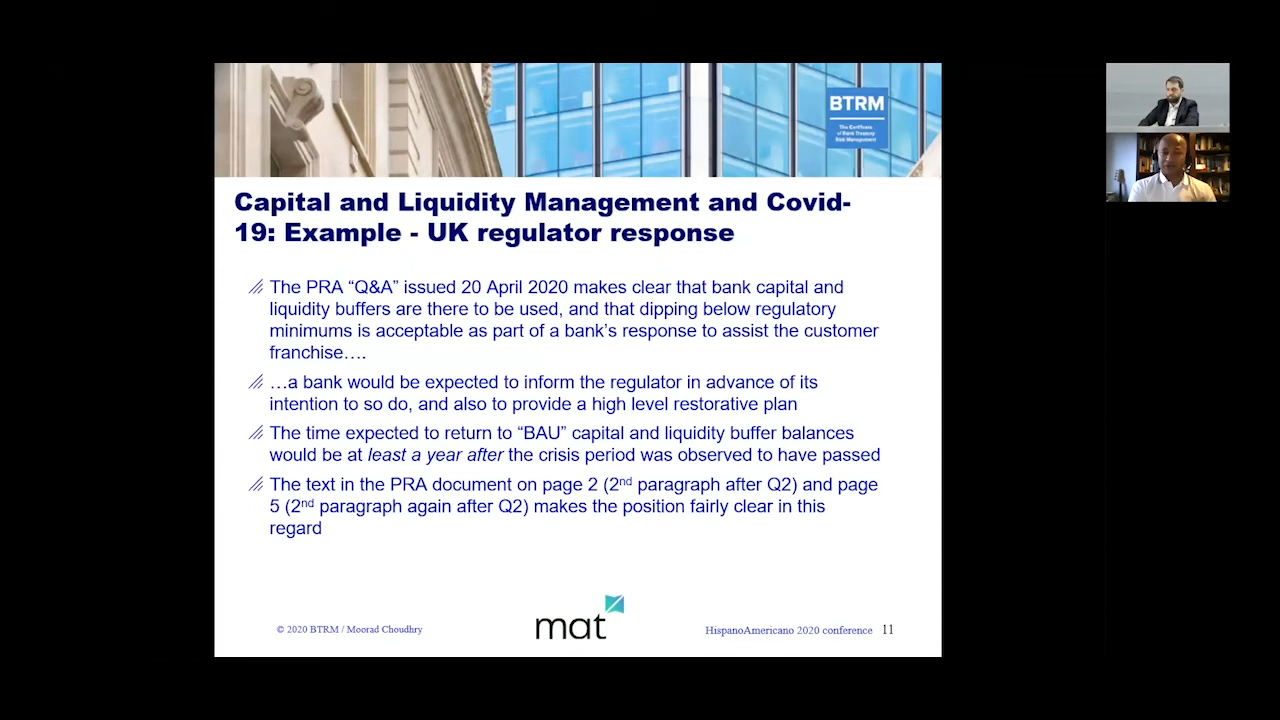 BTRM
The Certificate
of Bank Treasury
Risk Management
Capital and Liquidity Management and Covid-
19: Example - UK regulator response
The PRA “Q&A” issued 20 April 2020 makes clear that bank capital and
liquidity buffers are there to be used, and that dipping below regulatory
minimums is acceptable as part of a bank’s response to assist the customer
franchise….
…a bank would be expected to inform the regulator in advance of its
intention to so do, and also to provide a high level restorative plan
The time expected to return to “BAU” capital and liquidity buffer balances
would be at least a year after the crisis period was observed to have passed
The text in the PRA document on page 2 (2nd paragraph after Q2) and page
5 (2nd paragraph again after Q2) makes the position fairly clear in this
regard
© 2020 BTRM / Moorad Choudhry
mat
HispanoAmericano 2020 conference 11